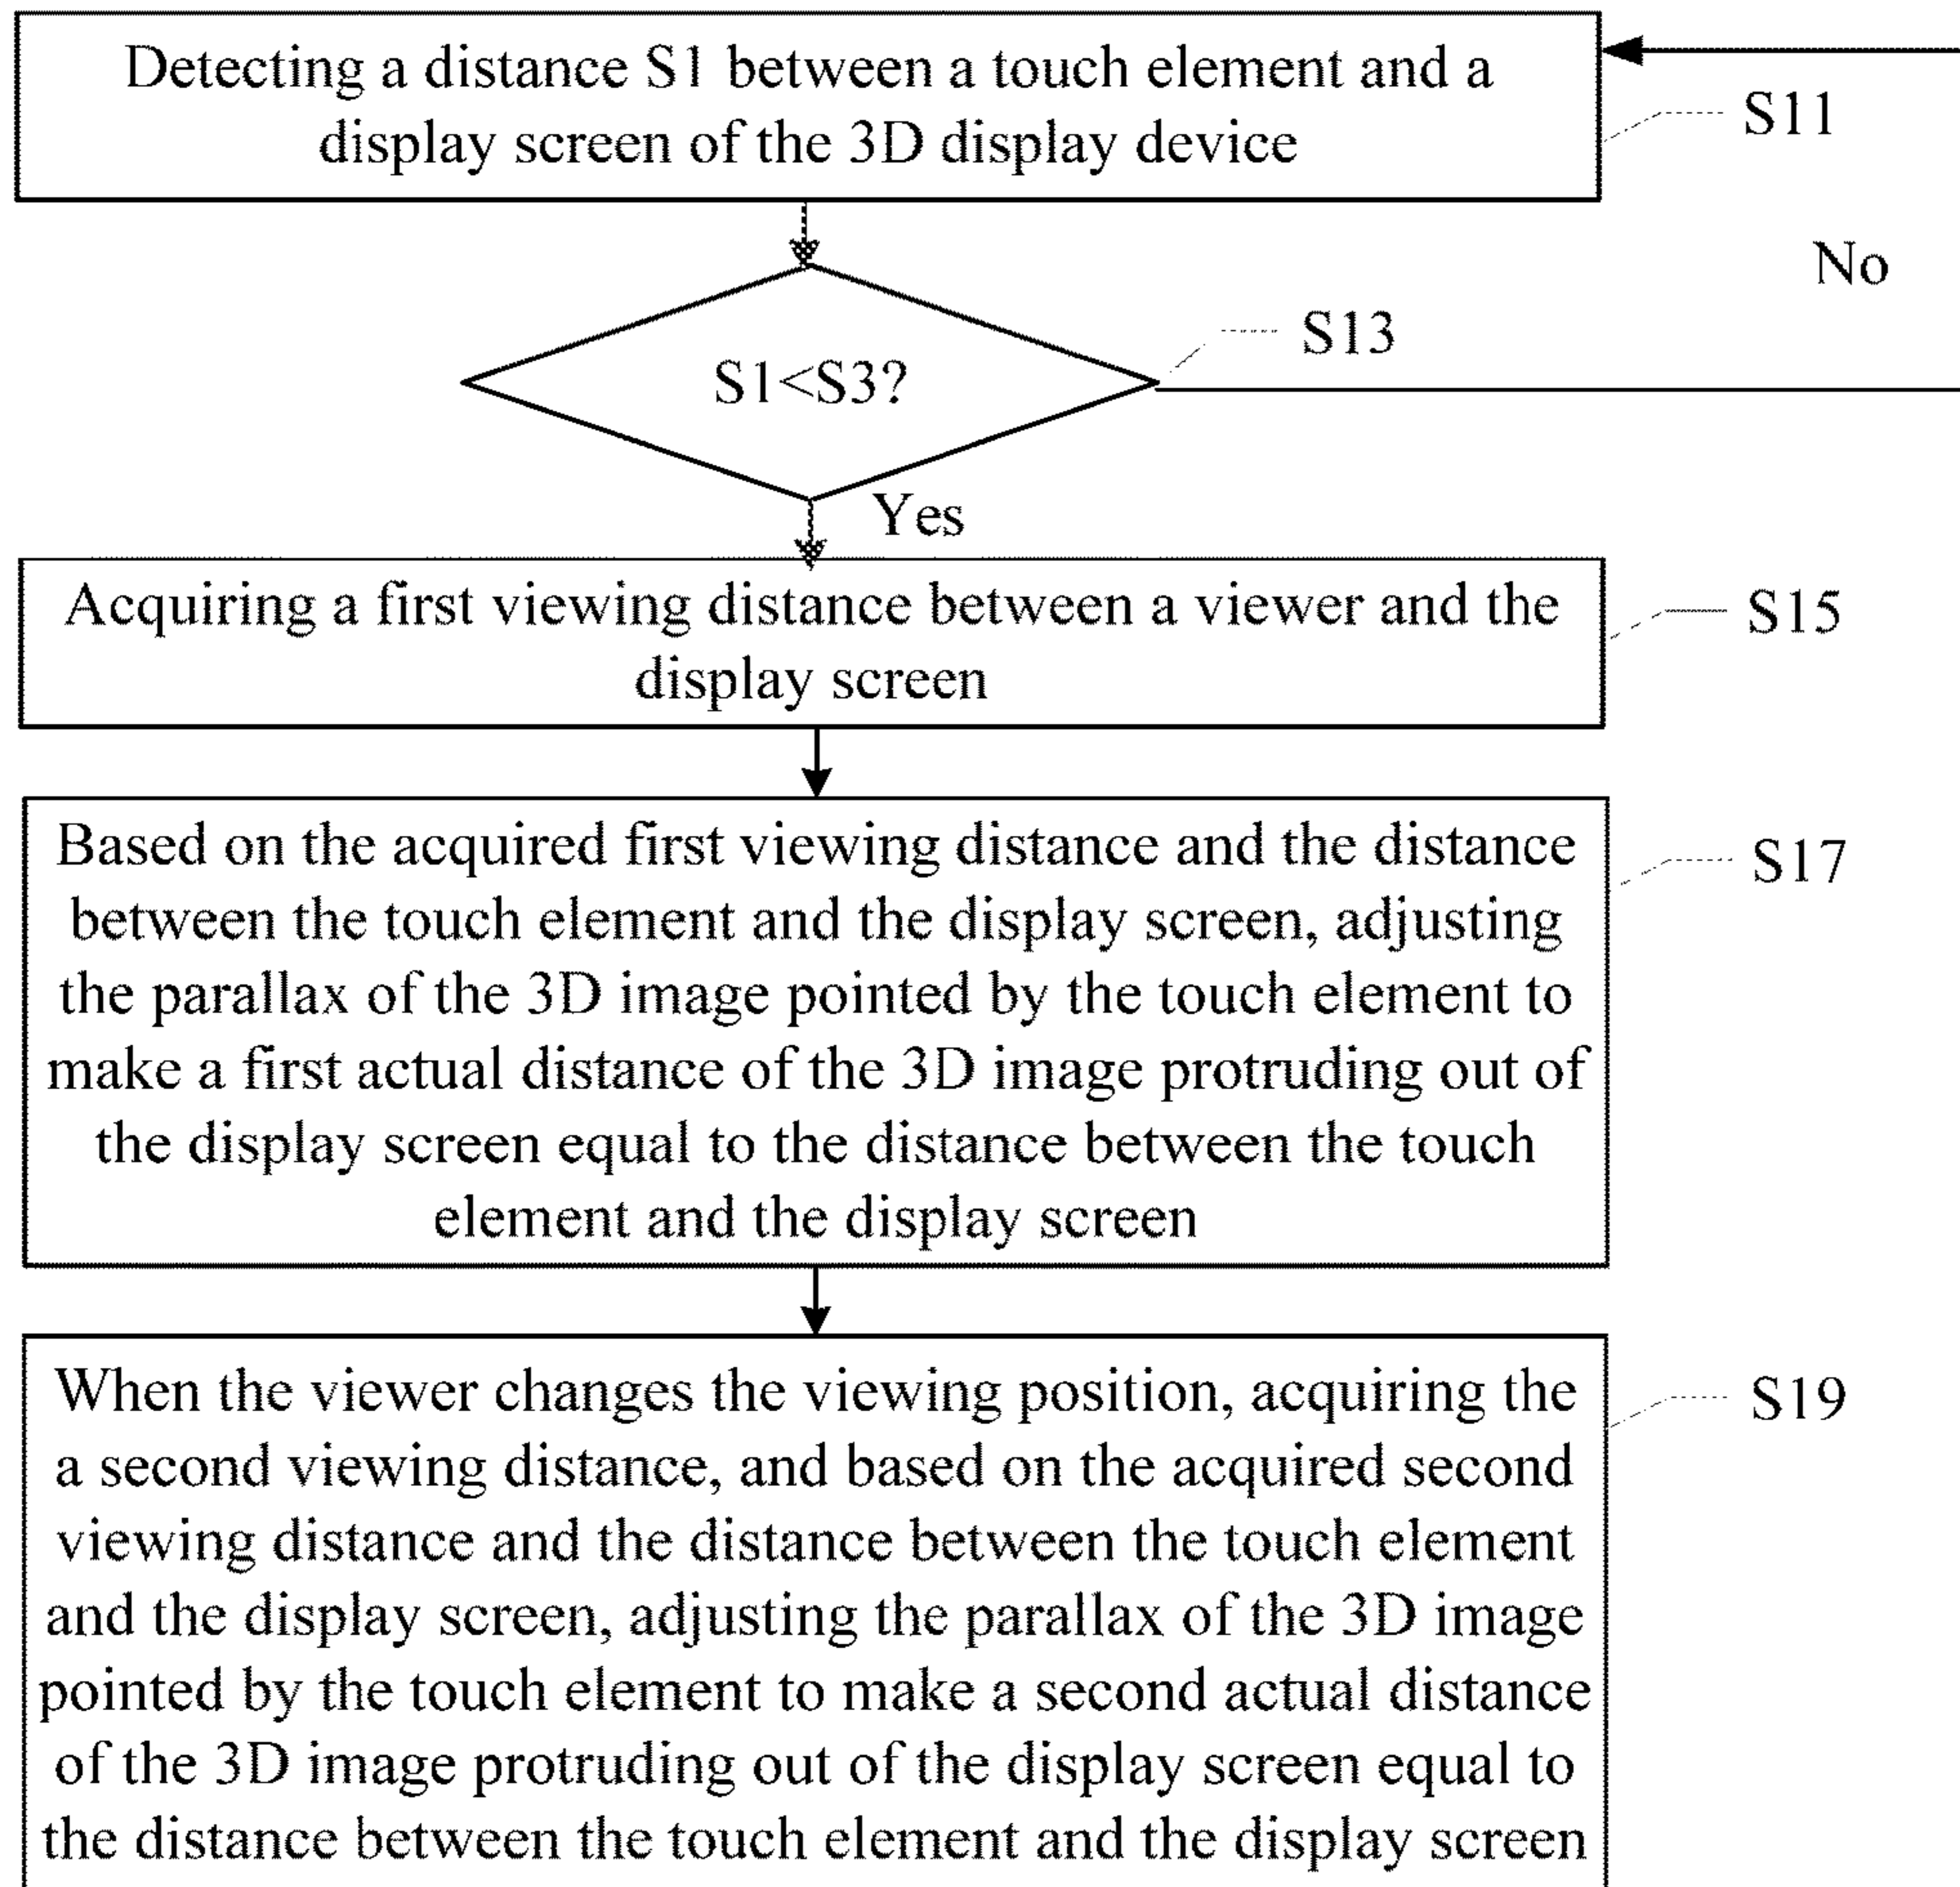 Detecting a distance S1 between a touch element and a
display screen of the 3D display device
S11
No
S13
S1<S3?
Yes
Acquiring a first viewing distance between a viewer and the
display screen
S15
Based on the acquired first viewing distance and the distance
between the touch element and the display screen, adjusting
the parallax of the 3D image pointed by the touch element to
make a first actual distance of the 3D image protruding out of
the display screen equal to the distance between the touch
element and the display screen
S17
When the viewer changes the viewing position, acquiring the
a second viewing distance, and based on the acquired second
viewing distance and the distance between the touch element
and the display screen, adjusting the parallax of the 3D image
pointed by the touch element to make a second actual distance
of the 3D image protruding out of the display screen equal to
the distance between the touch element and the display screen
S19